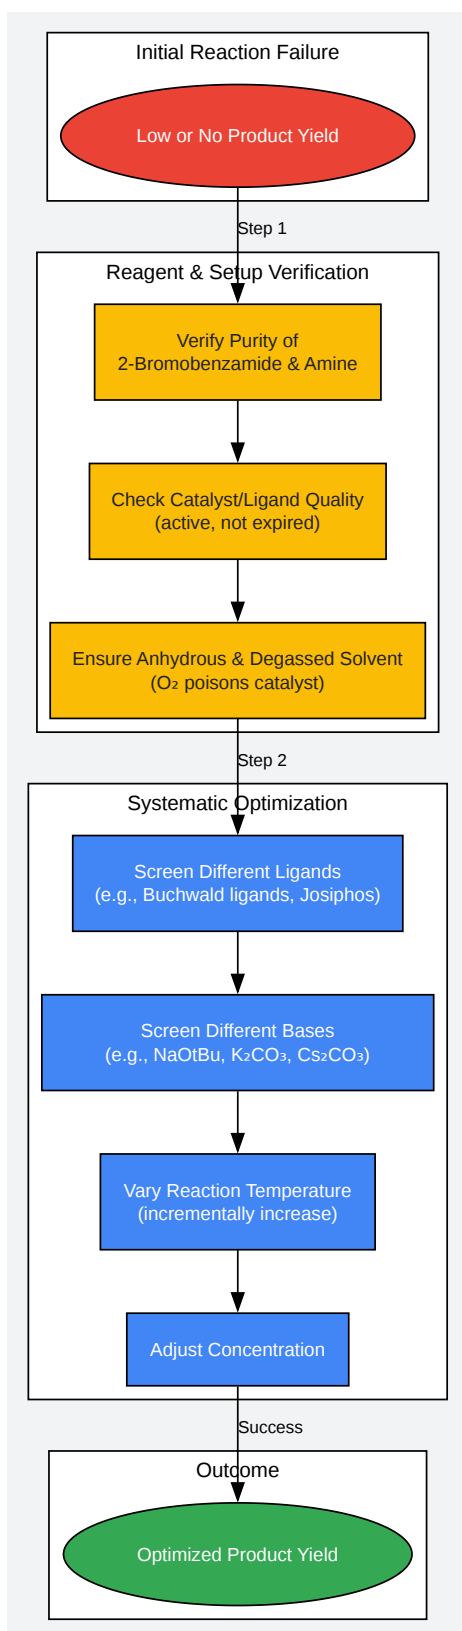 Initial Reaction Failure
Low or No Product Yield
Step 1
Reagent & Setup Verification
Verify Purity of
2-Bromobenzamide & Amine
Check Catalyst/Ligand Quality
(active, not expired)
Ensure Anhydrous & Degassed Solvent
(O₂ poisons catalyst)
Step 2
Systematic Optimization
Screen Different Ligands
(e.g., Buchwald ligands, Josiphos)
Screen Different Bases
(e.g., NaOtBu, K₂CO₃, Cs₂CO₃)
Vary Reaction Temperature
(incrementally increase)
Adjust Concentration
Success
Outcome
Optimized Product Yield